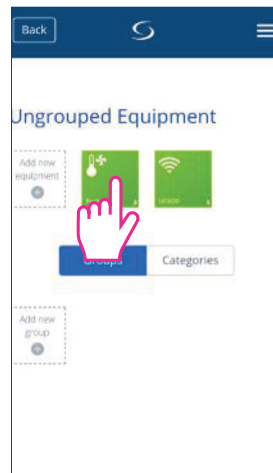 Back
Ungrouped Equipment
Add new
equipment
Groups
Categories
Add new
group